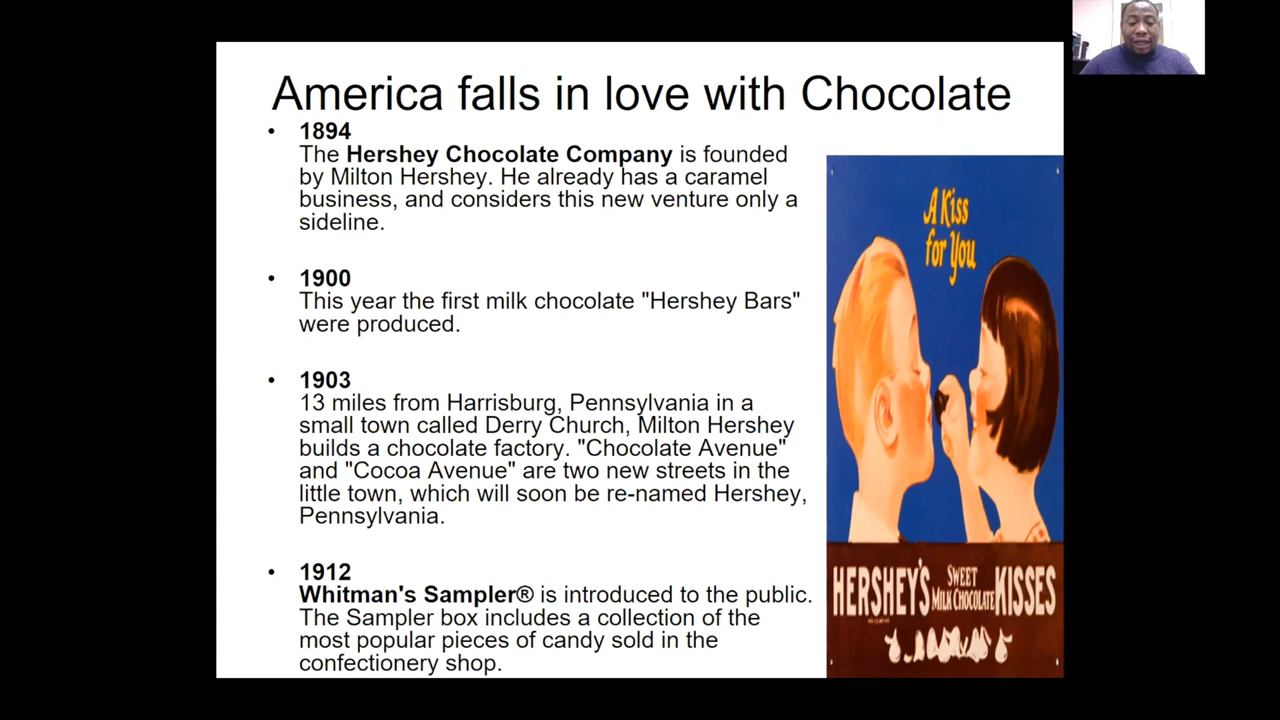 America falls in love with Chocolate
• 1894
The Hershey Chocolate Company is founded
by Milton Hershey. He already has a caramel
business, and considers this new venture only a
sideline.
• 1900
This year the first milk chocolate "Hershey Bars"
were produced.
• 1903
13 miles from Harrisburg, Pennsylvania in a
small town called Derry Church, Milton Hershey
builds a chocolate factory. "Chocolate Avenue"
and "Cocoa Avenue" are two new streets in the
little town, which will soon be re-named Hershey,
Pennsylvania.
• 1912
Whitman's Sampler® is introduced to the public.
The Sampler box includes a collection of the
most popular pieces of candy sold in the
confectionery shop.
A Kiss
for You
HERSHEY'S SWEET MILK CHOCOLATE KISSES